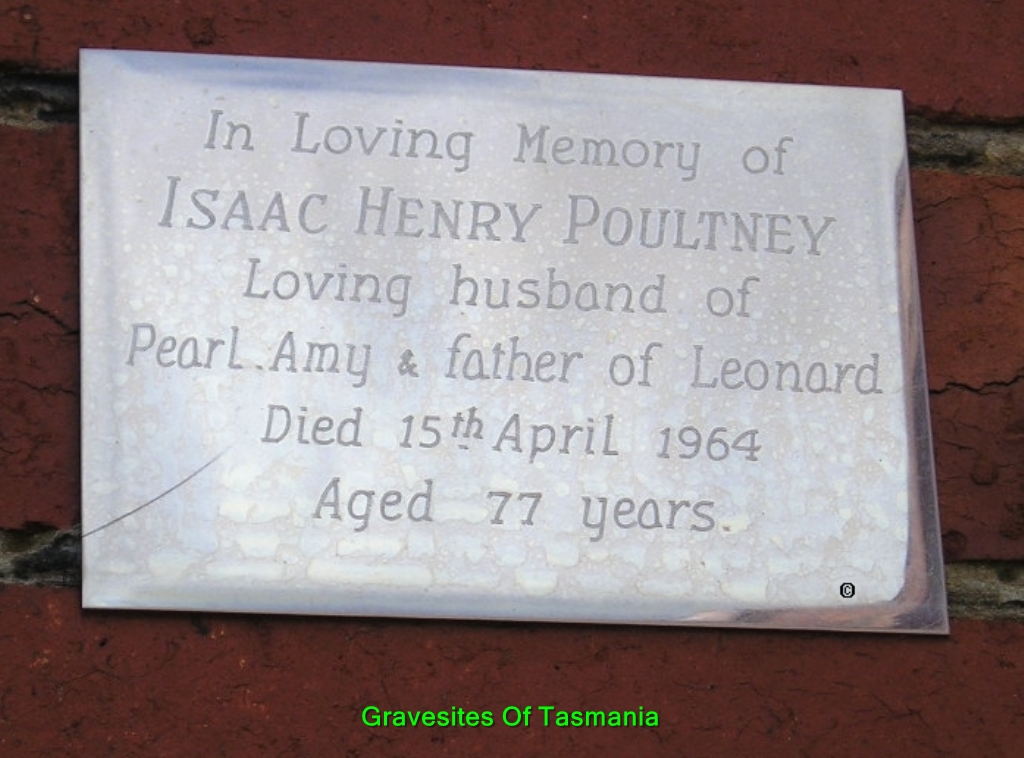 In Loving Memory of
ISAAC HENRY POULTNEY
Loving husband of
Pearl Amy & father of Leonard
Died 15th April 1964
Aged 77 years.
©
Gravesites Of Tasmania